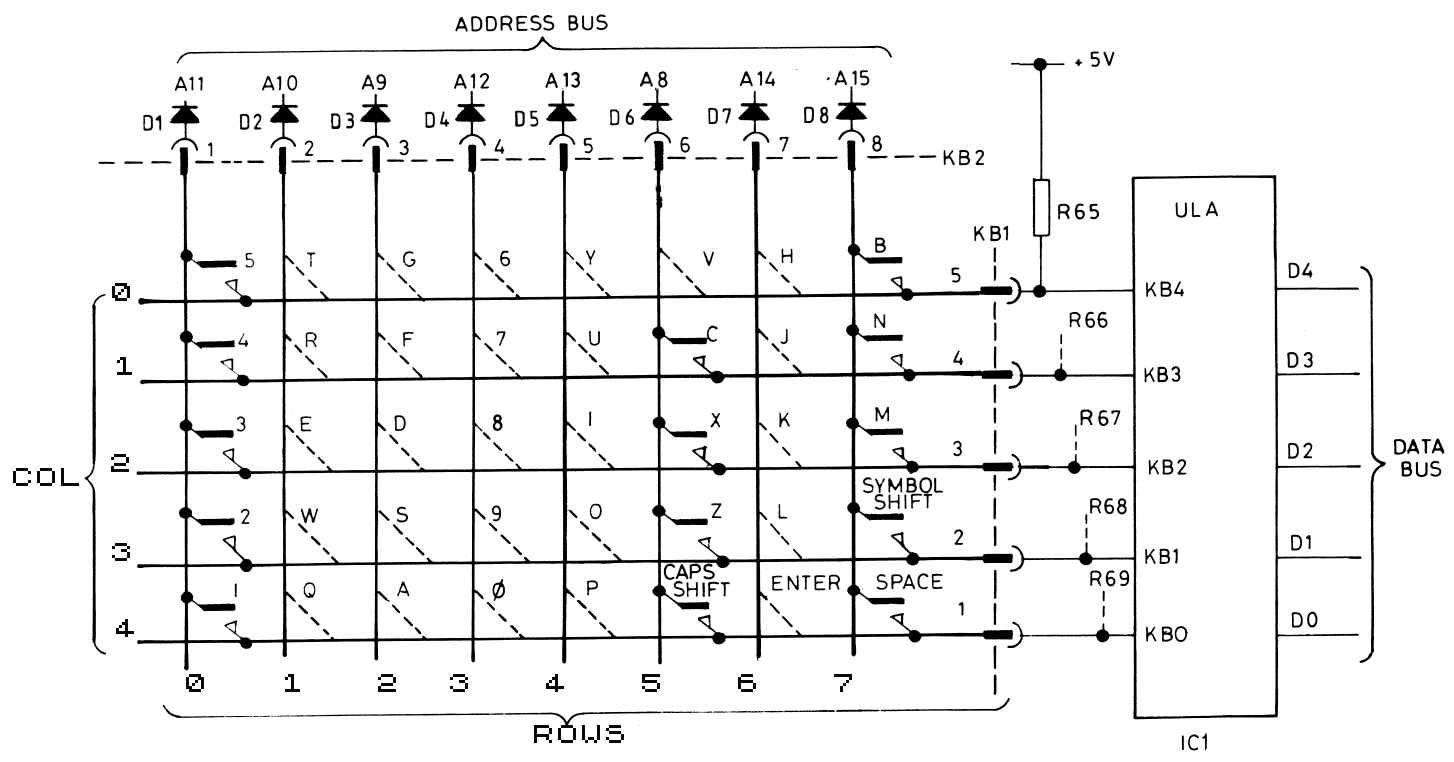 ADDRESS BUS
A11 A10 A9 A12 A13 A8 A14 A15 + 5V
D1 D2 D3 D4 D5 D6 D7 D8
1 2 3 4 5 6 7 8 KB2
R65 ULA
KB1
5 T G 6 Y V H B
0 5 KB4 D4
R66
4 R F 7 U C J N
1 4 KB3 D3
3 E D 8 I X K M R67
2 3 KB2 D2
COL DATA
BUS
SYMBOL
SHIFT
2 W S 9 O Z L R68
3 2 KB1 D1
CAPS
SHIFT ENTER SPACE R69
1 Q A Ø P
4 1 KB0 D0
0 1 2 3 4 5 6 7
ROWS
IC1